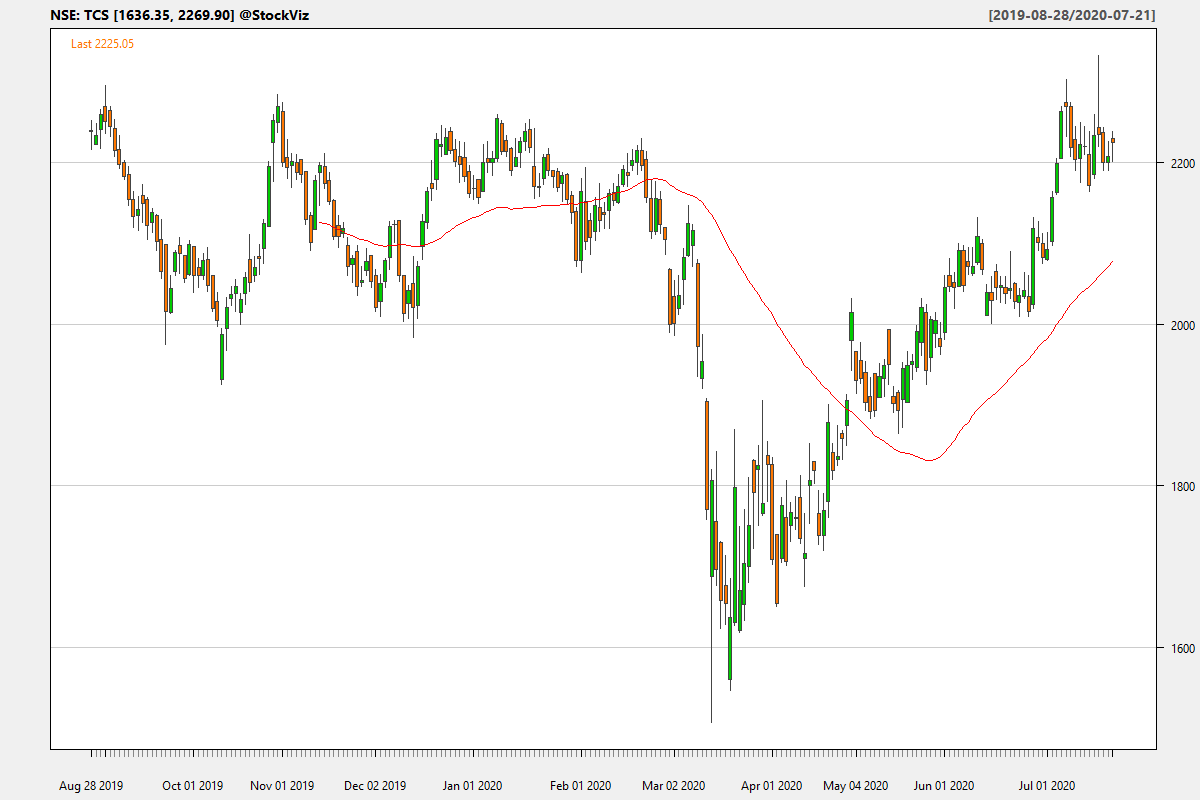 NSE: TCS [1636.35, 2269.90] @StockViz [2019-08-28/2020-07-21]
Last 2225.05
2200
2000
1800
1600
Aug 28 2019 Oct 01 2019 Nov 01 2019 Dec 02 2019 Jan 01 2020 Feb 02 2020 Mar 02 2020 Apr 01 2020 May 04 2020 Jun 01 2020 Jul 01 2020